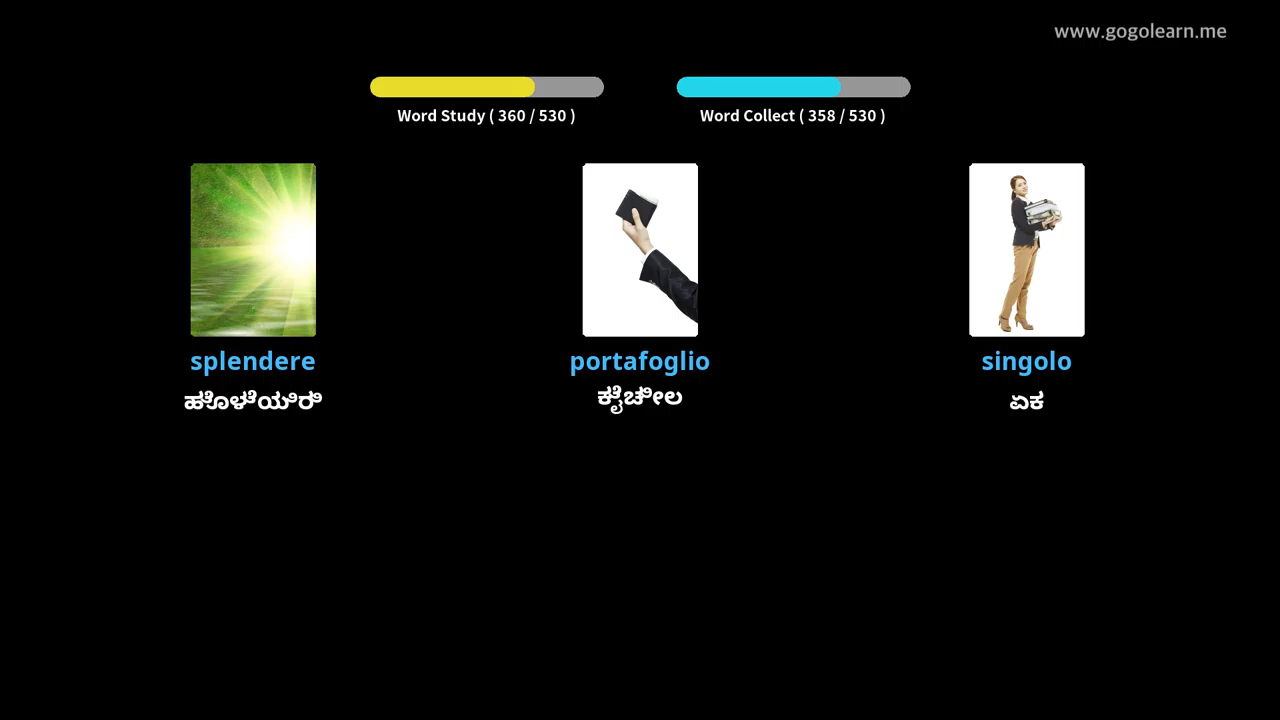 www.gogolearn.me
Word Study ( 360 / 530 )
Word Collect ( 358 / 530 )
splendere
portafoglio
singolo
ಹೊಳೆಯಿರಿ
ಕೈಚೀಲ
ಏಕ